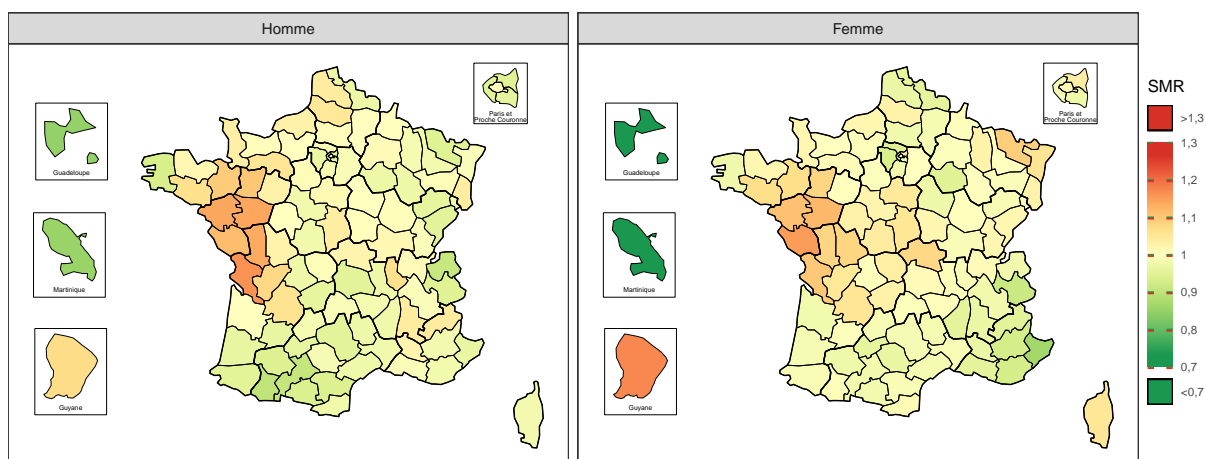 Homme
Femme
Guadeloupe
Martinique
Guyane
Paris et
Proche Couronne
Guadeloupe
Martinique
Guyane
Paris et
Proche Couronne
SMR
>1,3
1,3
1,2
1,1
1
0,9
0,8
0,7
<0,7